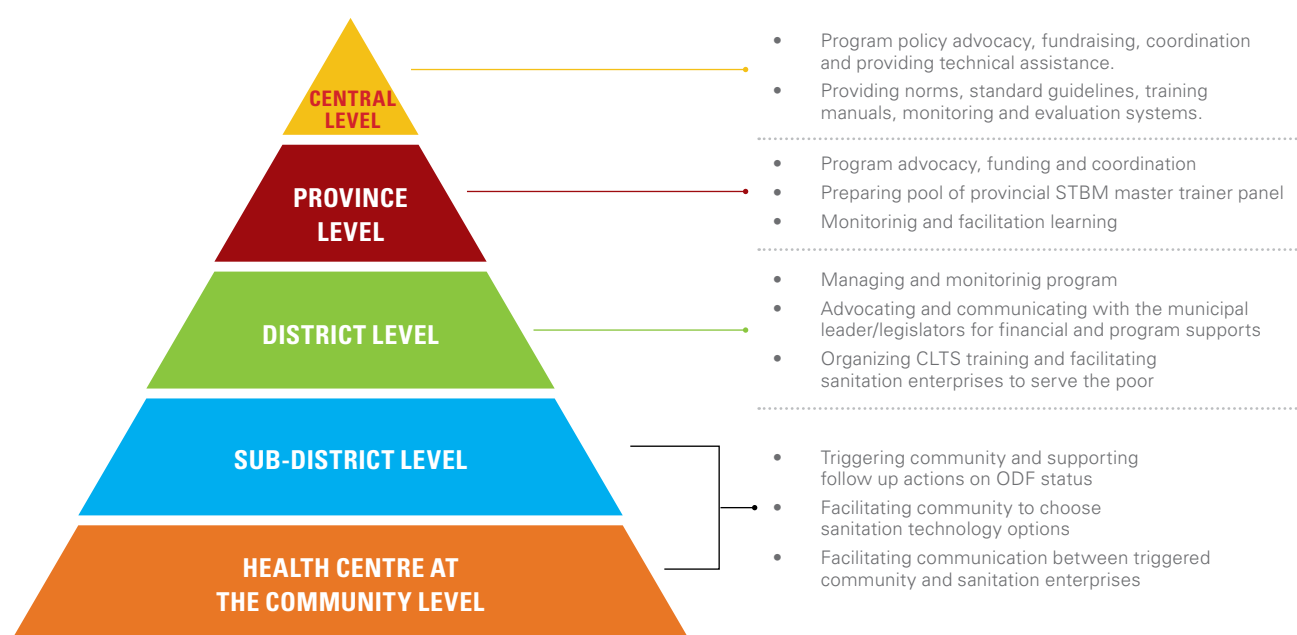 CENTRAL
LEVEL
• Program policy advocacy, fundraising, coordination
and providing technical assistance.
• Providing norms, standard guidelines, training
manuals, monitoring and evaluation systems.
PROVINCE
LEVEL
• Program advocacy, funding and coordination
• Preparing pool of provincial STBM master trainer panel
• Monitorinig and facilitation learning
DISTRICT LEVEL
• Managing and monitorinig program
• Advocating and communicating with the municipal
leader/legislators for financial and program supports
• Organizing CLTS training and facilitating
sanitation enterprises to serve the poor
SUB-DISTRICT LEVEL
HEALTH CENTRE AT
THE COMMUNITY LEVEL
• Triggering community and supporting
follow up actions on ODF status
• Facilitating community to choose
sanitation technology options
• Facilitating communication between triggered
community and sanitation enterprises